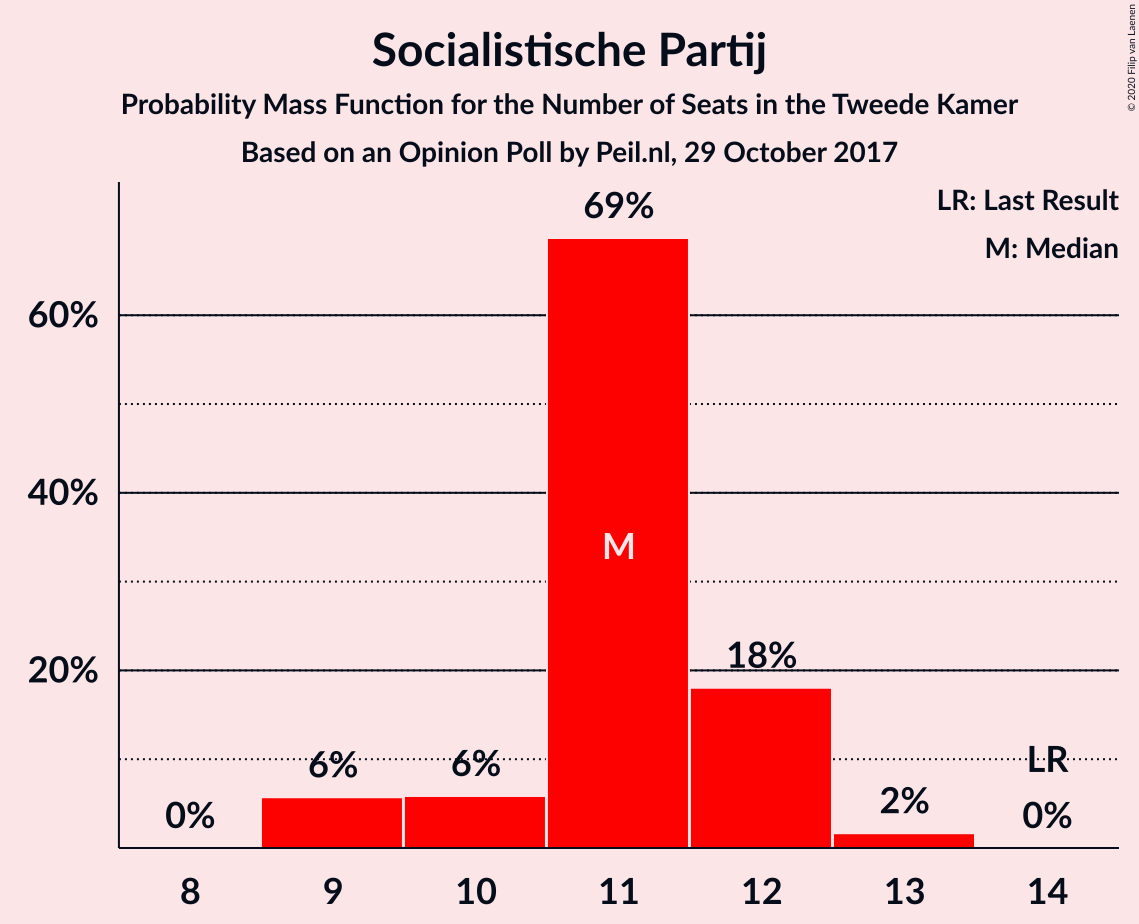 Socialistische Partij
Probability Mass Function for the Number of Seats in the Tweede Kamer
Based on an Opinion Poll by Peil.nl, 29 October 2017
© 2020 Filip van Laenen
LR: Last Result
M: Median
69%
60%
40%
M
20%
18%
6%
6%
LR
0%
2%
0%
8
9
10
11
12
13
14